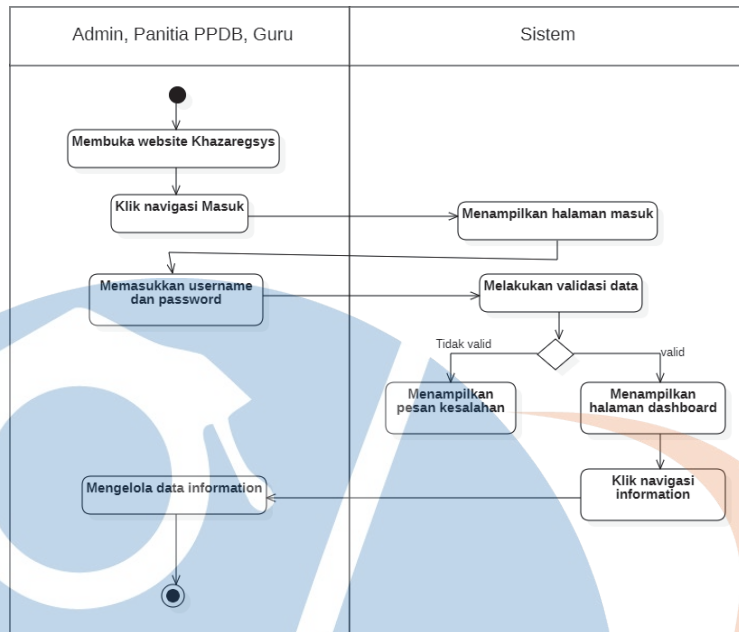 Admin, Panitia PPDB, Guru
Sistem
Membuka website Khazaregsys
Klik navigasi Masuk
Menampilkan halaman masuk
Memasukkan username
dan password
Melakukan validasi data
Tidak valid
valid
Menampilkan
pesan kesalahan
Menampilkan
halaman dashboard
Mengelola data information
Klik navigasi
information